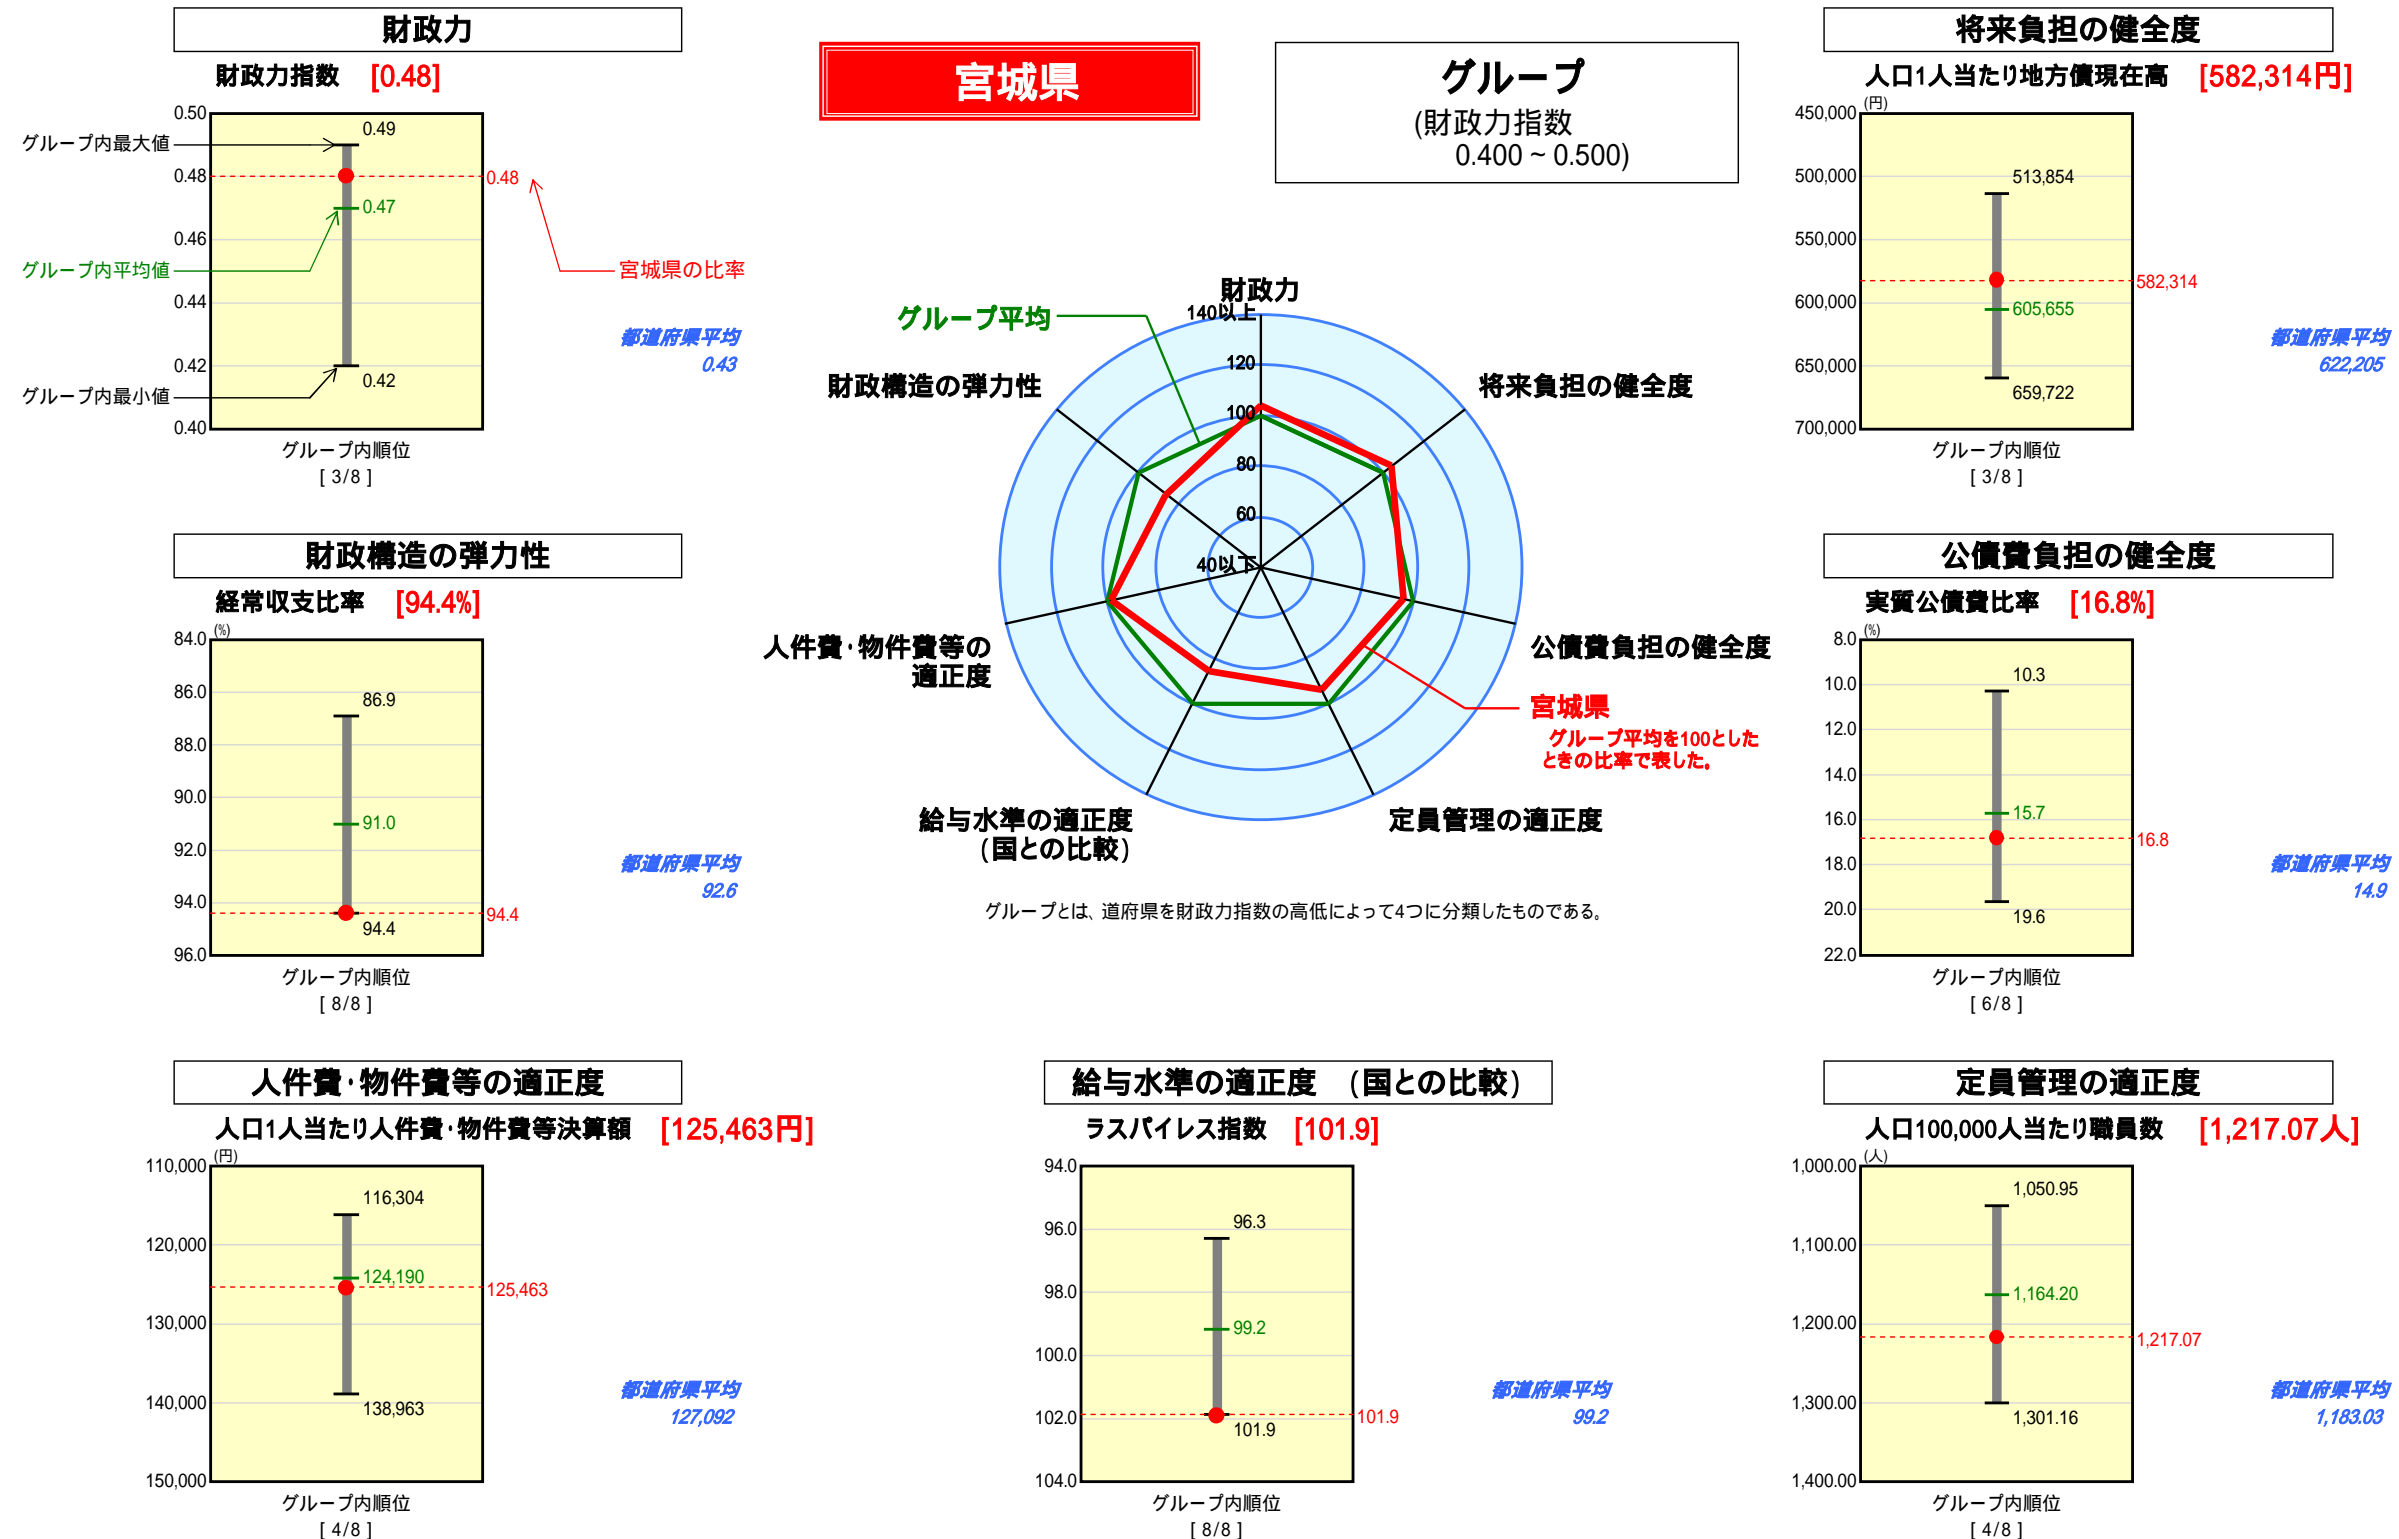 財政力
財政力指数 [0.48]
0.50
0.48
0.46
0.44
0.42
0.40
グループ内最大値
グループ内平均値
グループ内最小値
0.49
0.47
0.42
0.48
宮城県の比率
都道府県平均
0.43
グループ内順位
[ 3/8 ]
宮城県
グループ
(財政力指数
0.400 ~ 0.500)
将来負担の健全度
人口1人当たり地方債現在高 [582,314円]
(円)
450,000
500,000
550,000
600,000
650,000
700,000
513,854
605,655
659,722
582,314
都道府県平均
622,205
グループ内順位
[ 3/8 ]
グループ平均
財政力
140以上
120
100
80
60
40以下
財政構造の弾力性
将来負担の健全度
人件費・物件費等の
適正度
公債費負担の健全度
宮城県
グループ平均を100とした
ときの比率で表した。
給与水準の適正度
(国との比較)
定員管理の適正度
グループとは、道府県を財政力指数の高低によって4つに分類したものである。
財政構造の弾力性
経常収支比率 [94.4%]
(%)
84.0
86.0
88.0
90.0
92.0
94.0
96.0
86.9
91.0
94.4
94.4
都道府県平均
92.6
グループ内順位
[ 8/8 ]
公債費負担の健全度
実質公債費比率 [16.8%]
(%)
8.0
10.0
12.0
14.0
16.0
18.0
20.0
22.0
10.3
15.7
19.6
16.8
都道府県平均
14.9
グループ内順位
[ 6/8 ]
人件費・物件費等の適正度
人口1人当たり人件費・物件費等決算額 [125,463円]
(円)
110,000
120,000
130,000
140,000
150,000
116,304
124,190
138,963
125,463
都道府県平均
127,092
グループ内順位
[ 4/8 ]
給与水準の適正度 (国との比較)
ラスパイレス指数 [101.9]
94.0
96.0
98.0
100.0
102.0
104.0
96.3
99.2
101.9
101.9
都道府県平均
99.2
グループ内順位
[ 8/8 ]
定員管理の適正度
人口100,000人当たり職員数 [1,217.07人]
(人)
1,000.00
1,100.00
1,200.00
1,300.00
1,400.00
1,050.95
1,164.20
1,301.16
1,217.07
都道府県平均
1,183.03
グループ内順位
[ 4/8 ]